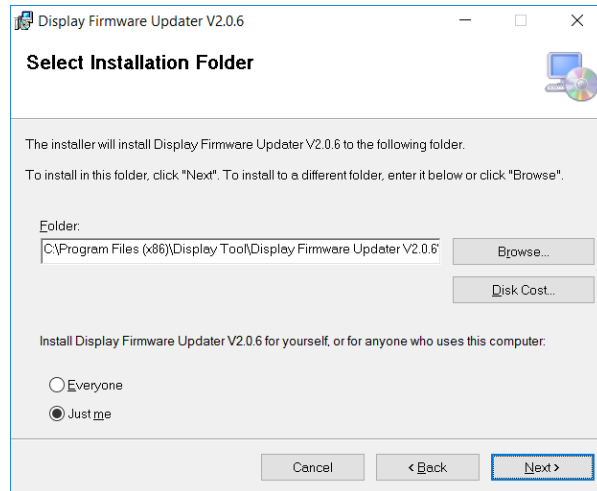 Display Firmware Updater V2.0.6
Select Installation Folder
The installer will install Display Firmware Updater V2.0.6 to the following folder.
To install in this folder, click "Next". To install to a different folder, enter it below or click "Browse".
Folder:
C:\Program Files (x86)\Display Tool\Display Firmware Updater V2.0.6\
Browse...
Disk Cost...
Install Display Firmware Updater V2.0.6 for yourself, or for anyone who uses this computer:
Everyone
Just me
Cancel
< Back
Next >